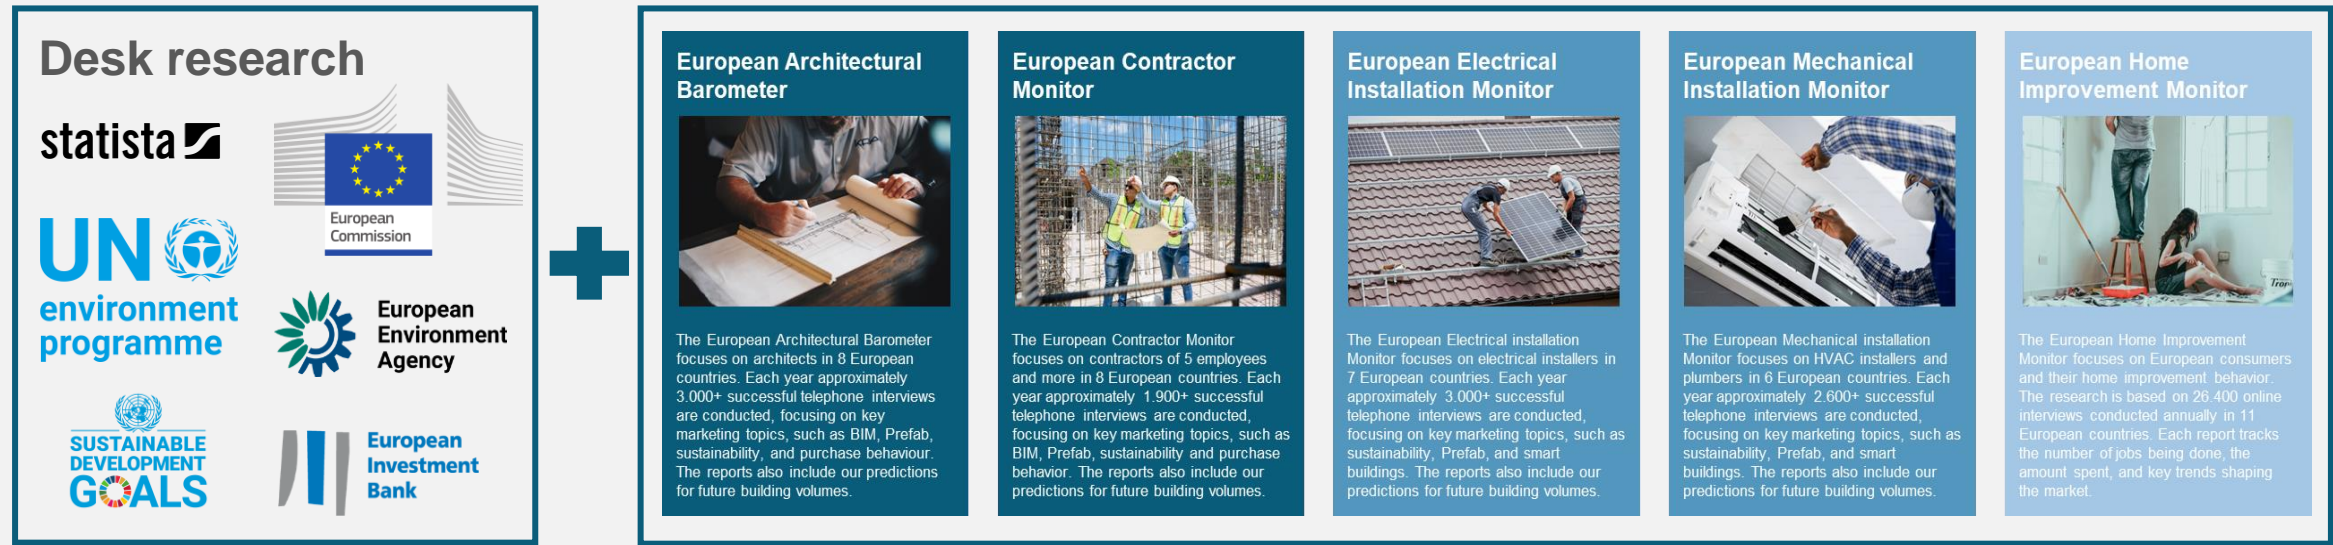 Desk research
statista
European
Commission
UN
environment
programme
European
Environment
Agency
SUSTAINABLE
DEVELOPMENT
GOALS
European
Investment
Bank
European Architectural
Barometer
The European Architectural Barometer
focuses on architects in 8 European
countries. Each year approximately
3.000+ successful telephone interviews
are conducted, focusing on key
marketing topics, such as BIM, Prefab,
sustainability, and purchase behaviour.
The reports also include our predictions
for future building volumes.
European Contractor
Monitor
The European Contractor Monitor
focuses on contractors of 5 employees
and more in 8 European countries. Each
year approximately 1.900+ successful
telephone interviews are conducted,
focusing on key marketing topics, such as
BIM, Prefab, sustainability and purchase
behavior. The reports also include our
predictions for future building volumes.
European Electrical
Installation Monitor
The European Electrical installation
Monitor focuses on electrical installers in
7 European countries. Each year
approximately 3.000+ successful
telephone interviews are conducted,
focusing on key marketing topics, such as
sustainability, Prefab, and smart
buildings. The reports also include our
predictions for future building volumes.
European Mechanical
Installation Monitor
The European Mechanical installation
Monitor focuses on HVAC installers and
plumbers in 6 European countries. Each
year approximately 2.600+ successful
telephone interviews are conducted,
focusing on key marketing topics, such as
sustainability, Prefab, and smart
buildings. The reports also include our
predictions for future building volumes.
European Home
Improvement Monitor
The European Home Improvement
Monitor focuses on European consumers
and their home improvement behavior.
The research is based on 26.400 online
interviews conducted annually in 11
European countries. Each report tracks
the number of jobs being done, the
amount spent, and key trends shaping
the market.